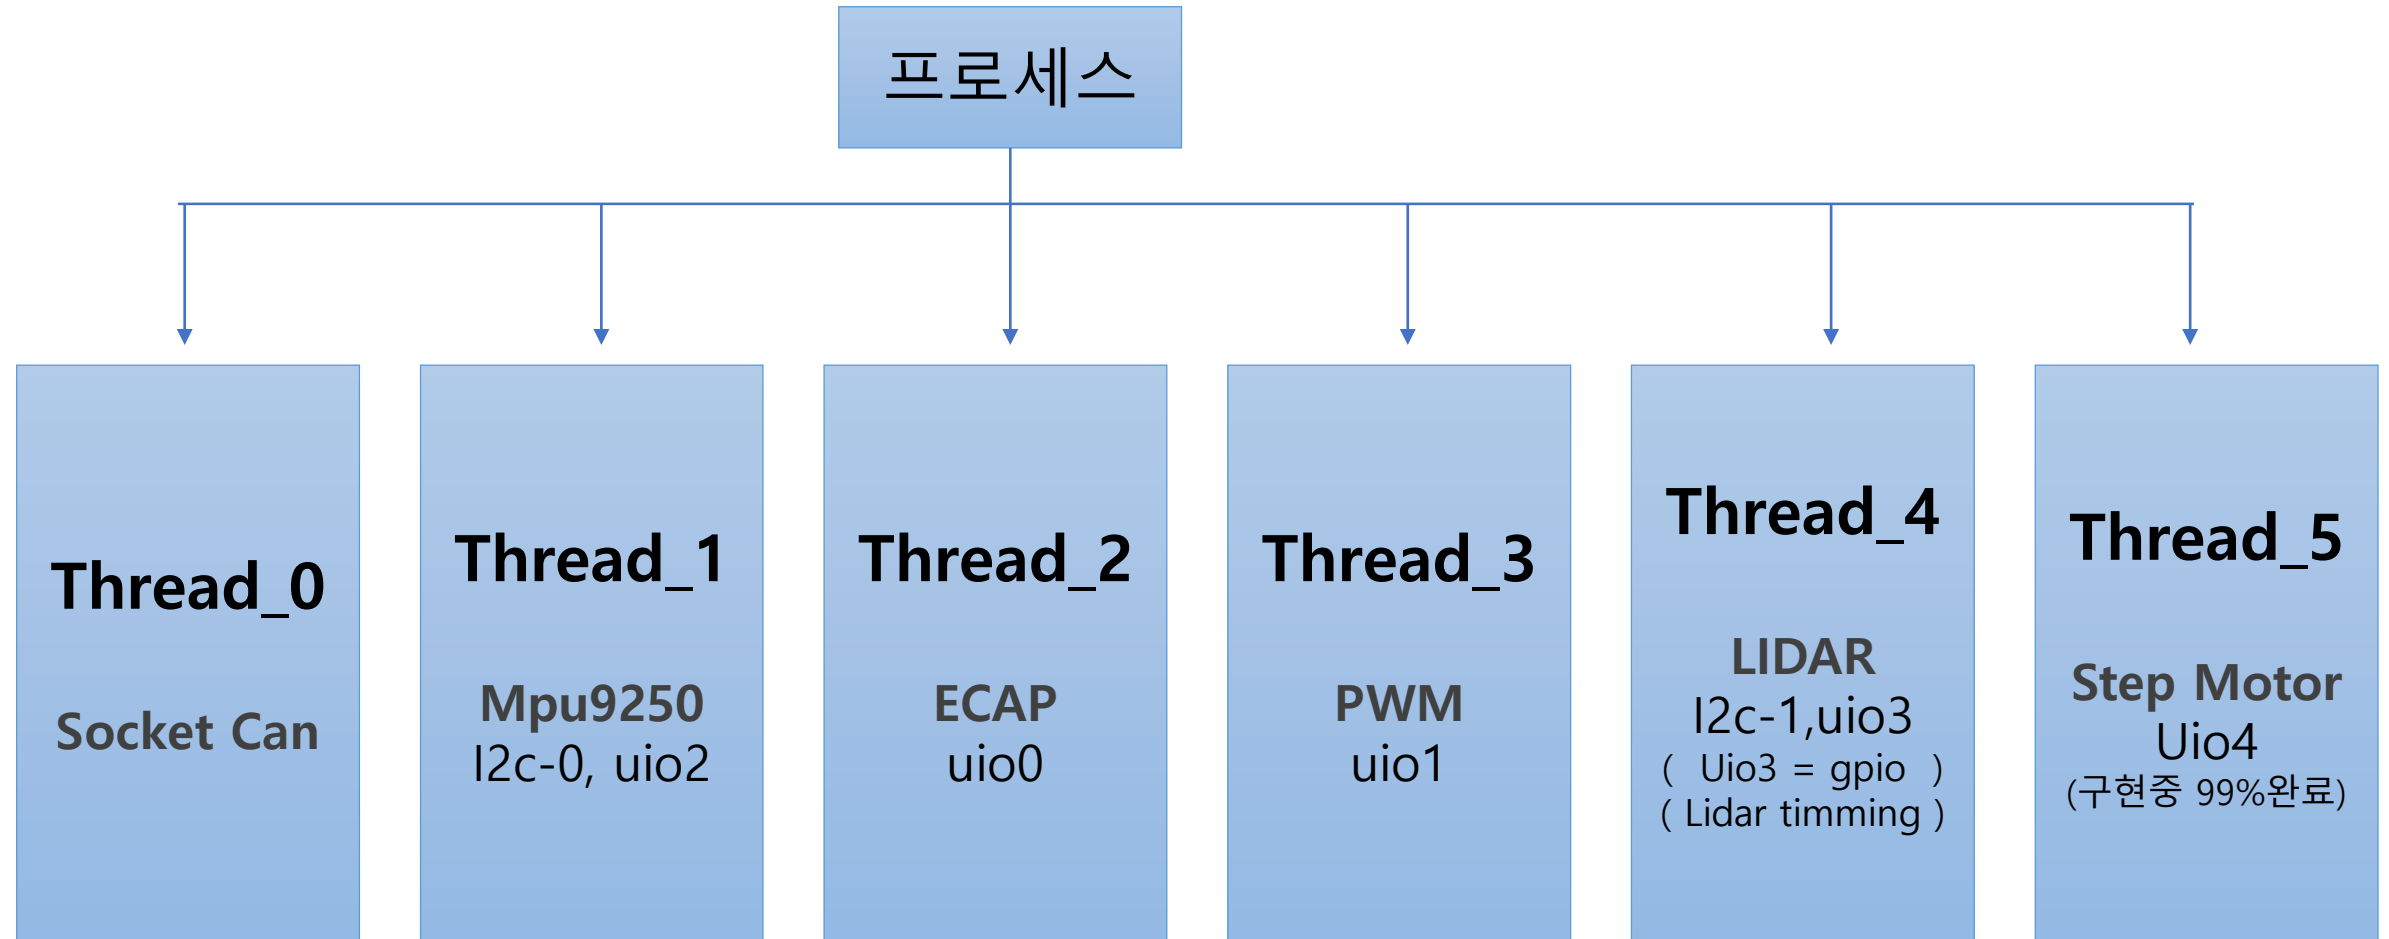 프로세스
Thread_0
Socket Can
Thread_1
Mpu9250
I2c-0, uio2
Thread_2
ECAP
uio0
Thread_3
PWM
uio1
Thread_4
LIDAR
I2c-1,uio3
( Uio3 = gpio )
( Lidar timming )
Thread_5
Step Motor
Uio4
(구현중 99%완료)